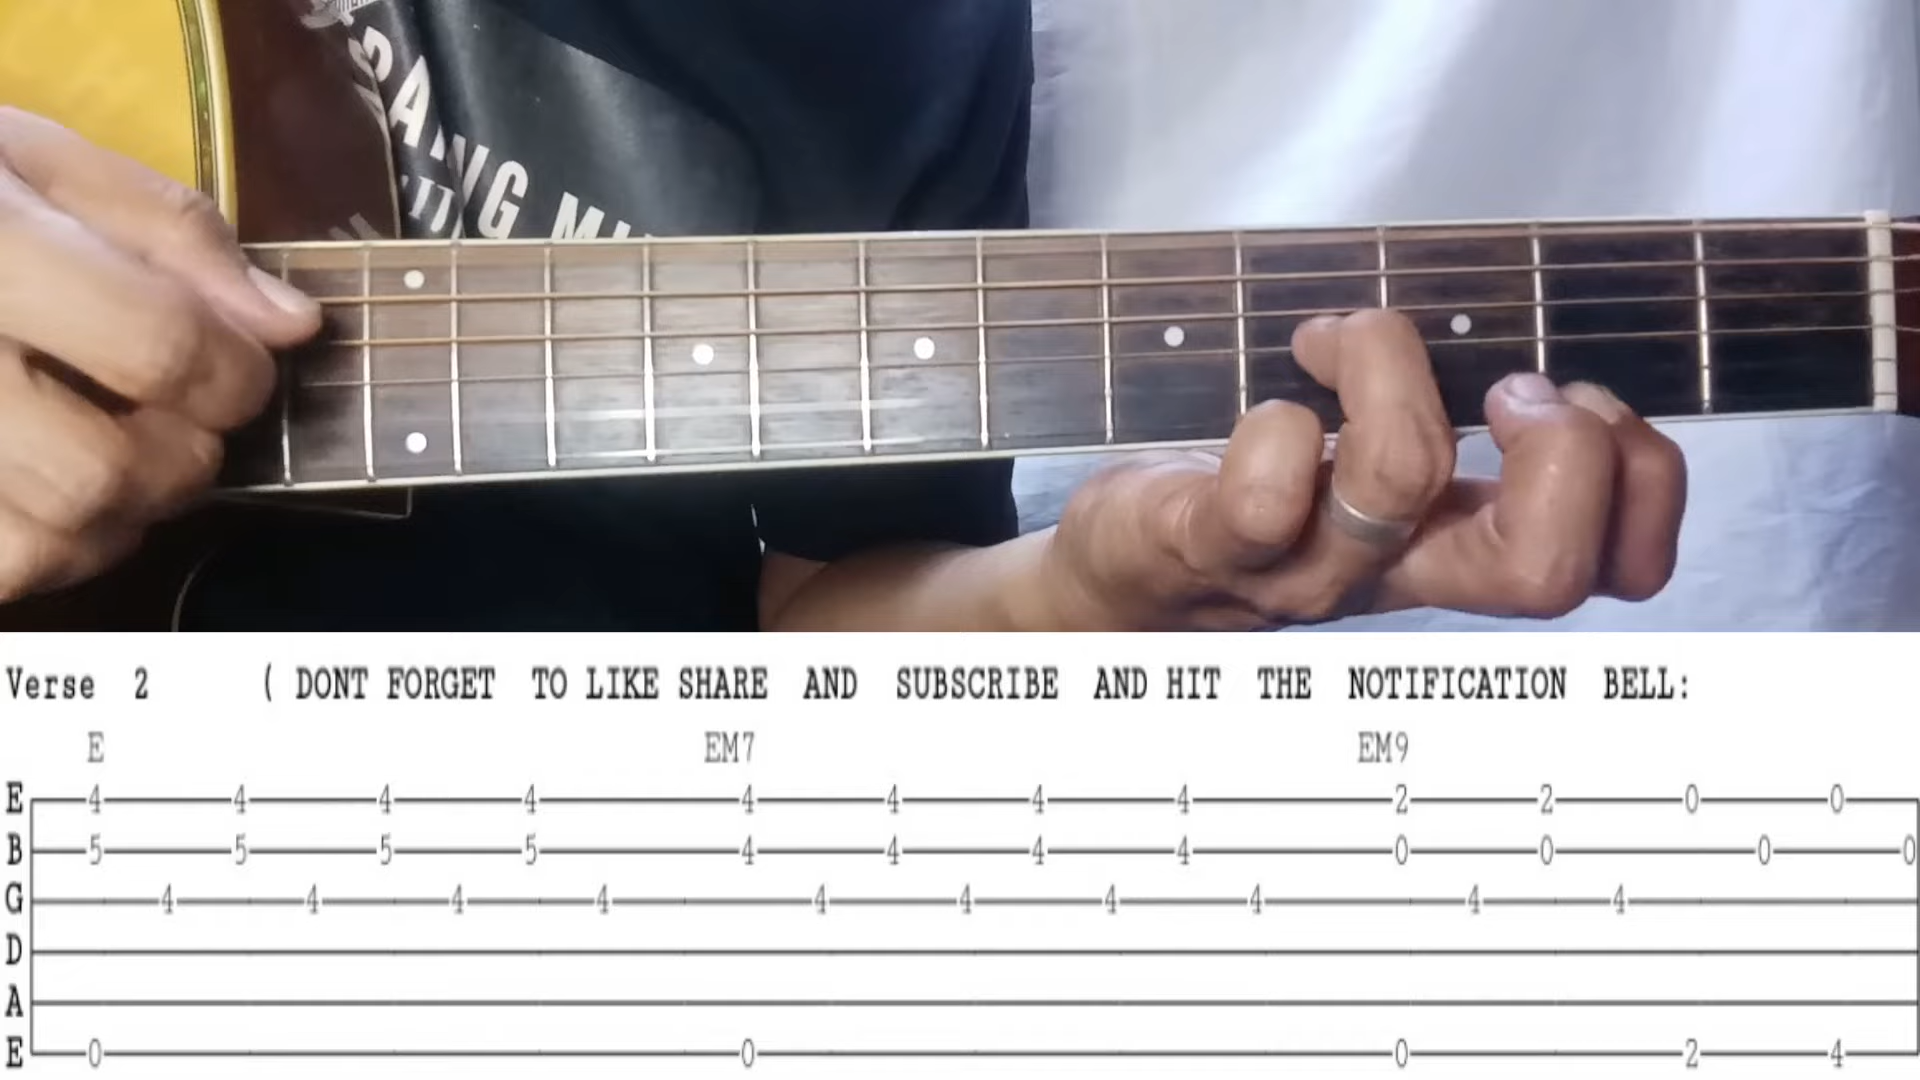 PANG MU
Verse 2 ( DONT FORGET TO LIKE SHARE AND SUBSCRIBE AND HIT THE NOTIFICATION BELL:
E EM7 EM9
E 4 4 4 4 4 4 4 4 2 2 0 0
B 5 5 5 5 4 4 4 4 0 0 0 0
G 4 4 4 4 4 4 4 4 4 4
D
A
E 0 0 0 2 4